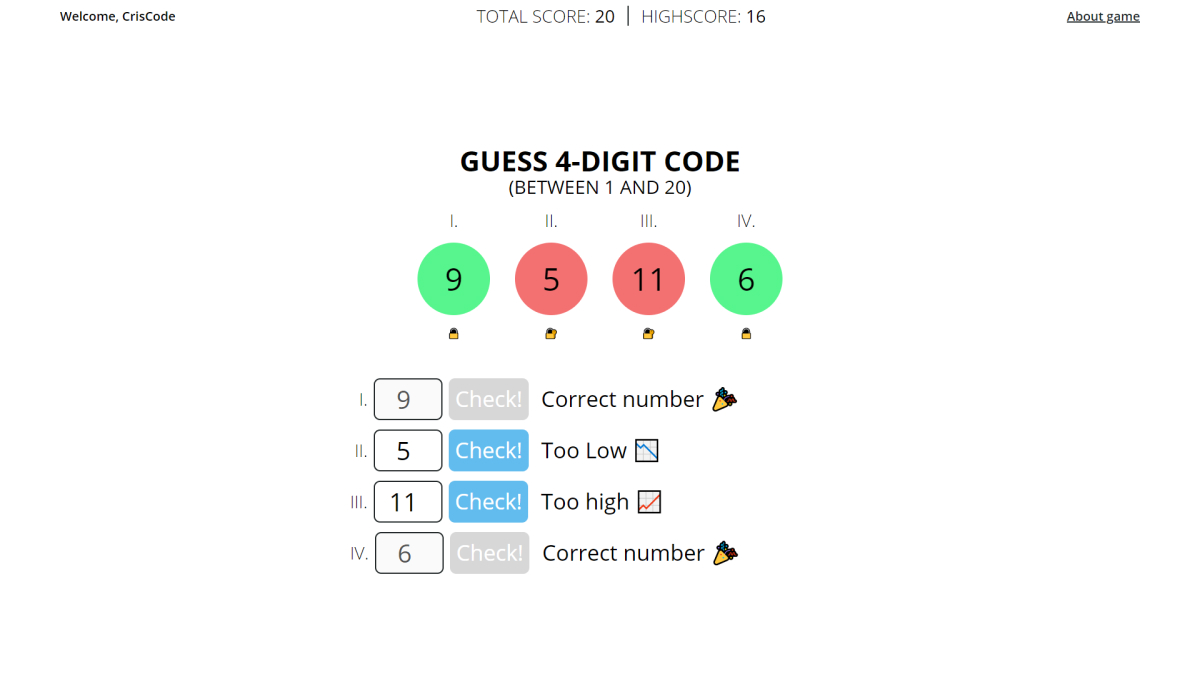 Welcome, CrisCode
TOTAL SCORE: 20 | HIGHSCORE: 16
About game
GUESS 4-DIGIT CODE
(BETWEEN 1 AND 20)
I. II. III. IV.
9 5 11 6
I. 9 Check! Correct number
II. 5 Check! Too Low
III. 11 Check! Too high
IV. 6 Check! Correct number